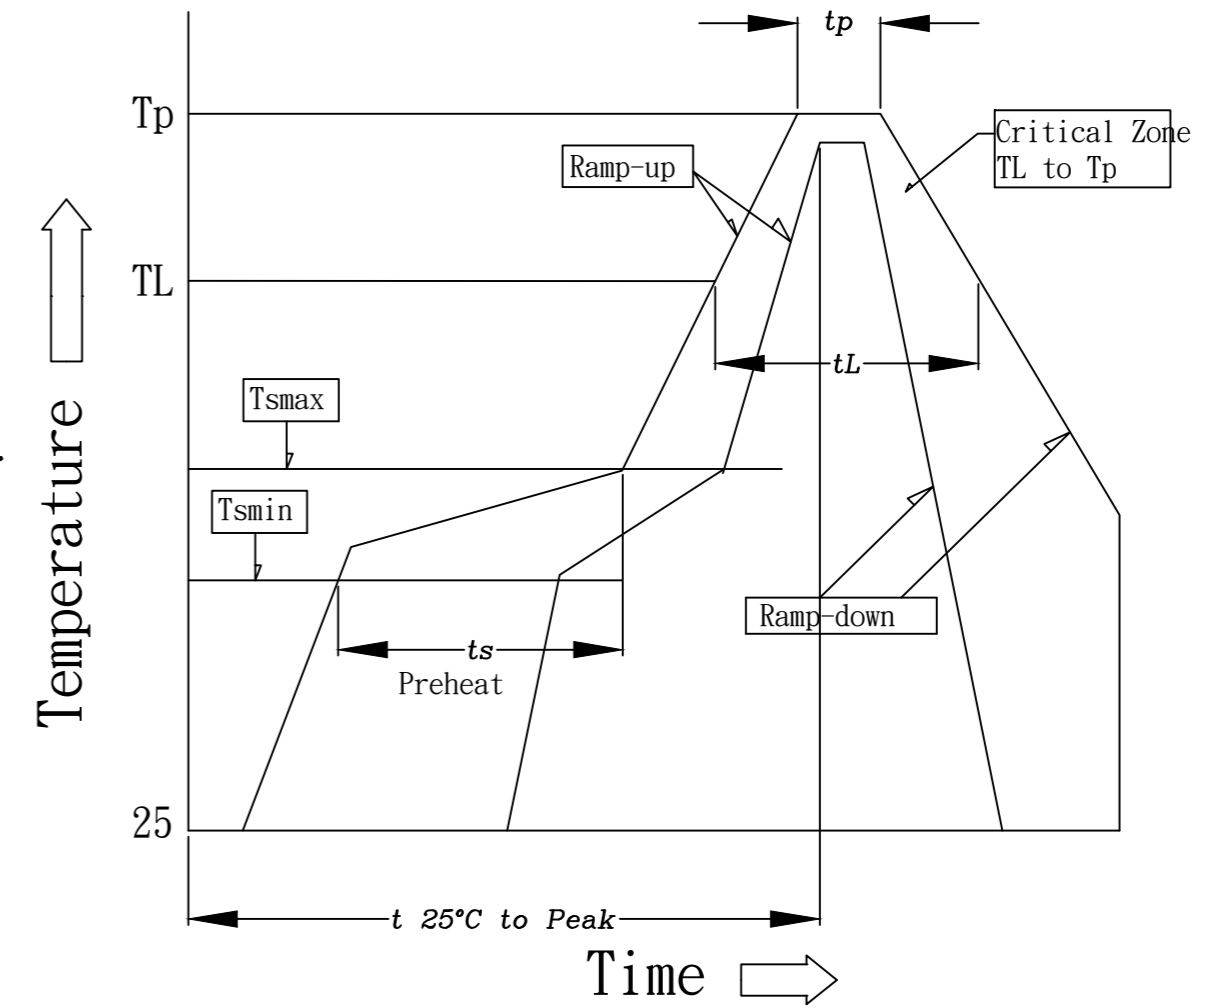 tp
Tp
Critical Zone
TL to Tp
Ramp-up
TL
tL
Tsmax
Tsmin
Temperature
Ramp-down
ts
Preheat
25
t 25°C to Peak
Time